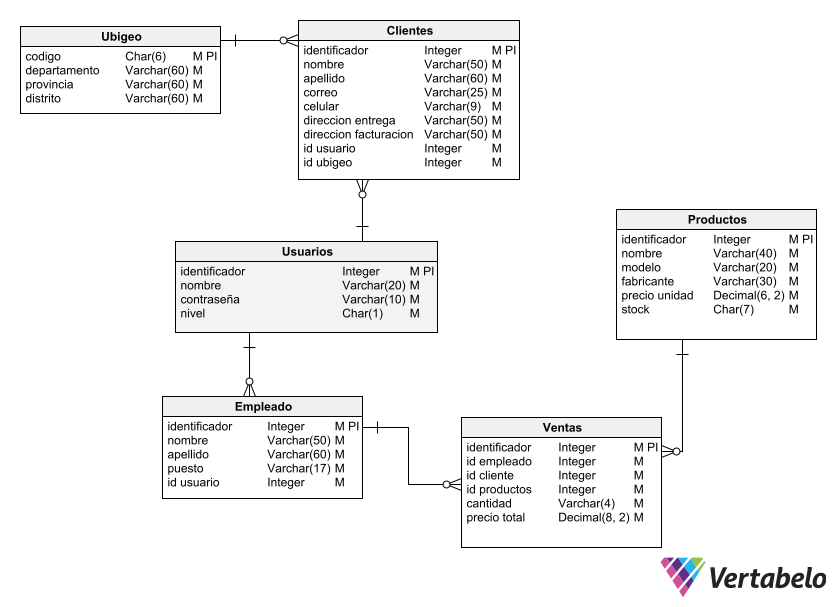 Ubigeo
codigo Char(6) M PI
departamento Varchar(60) M
provincia Varchar(60) M
distrito Varchar(60) M
Clientes
identificador Integer M PI
nombre Varchar(50) M
apellido Varchar(60) M
correo Varchar(25) M
celular Varchar(9) M
direccion entrega Varchar(50) M
direccion facturacion Varchar(50) M
id usuario Integer M
id ubigeo Integer M
Usuarios
identificador Integer M PI
nombre Varchar(20) M
contraseña Varchar(10) M
nivel Char(1) M
Productos
identificador Integer M PI
nombre Varchar(40) M
modelo Varchar(20) M
fabricante Varchar(30) M
precio unidad Decimal(6, 2) M
stock Char(7) M
Empleado
identificador Integer M PI
nombre Varchar(50) M
apellido Varchar(60) M
puesto Varchar(17) M
id usuario Integer M
Ventas
identificador Integer M PI
id empleado Integer M
id cliente Integer M
id productos Integer M
cantidad Varchar(4) M
precio total Decimal(8, 2) M
Vertabelo